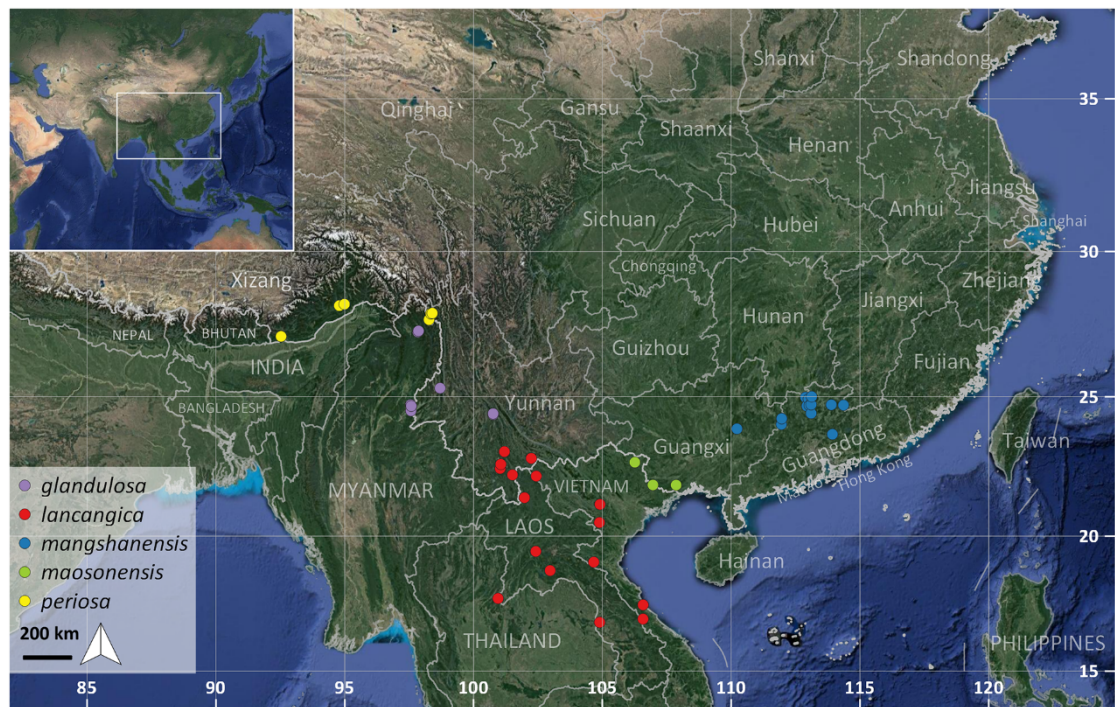 Shanxi
Shandong
Qinghai
Gansu
35
Shaanxi
Henan
Jiangsu
Sichuan
Hubei
Anhui
Shanghai
30
Chongqing
Xizang
Zhejiang
Hunan
Jiangxi
NEPAL
BHUTAN
Guizhou
Fujian
INDIA
25
BANGLADESH
Yunnan
Guangxi
Guangdong
Taiwan
Hong Kong
glandulosa
lancangica
mangshanensis
maosonensis
periosa
200 km
MYANMAR
VIETNAM
LAOS
20
Hainan
THAILAND
PHILIPPINES
15
85 90 95 100 105 110 115 120